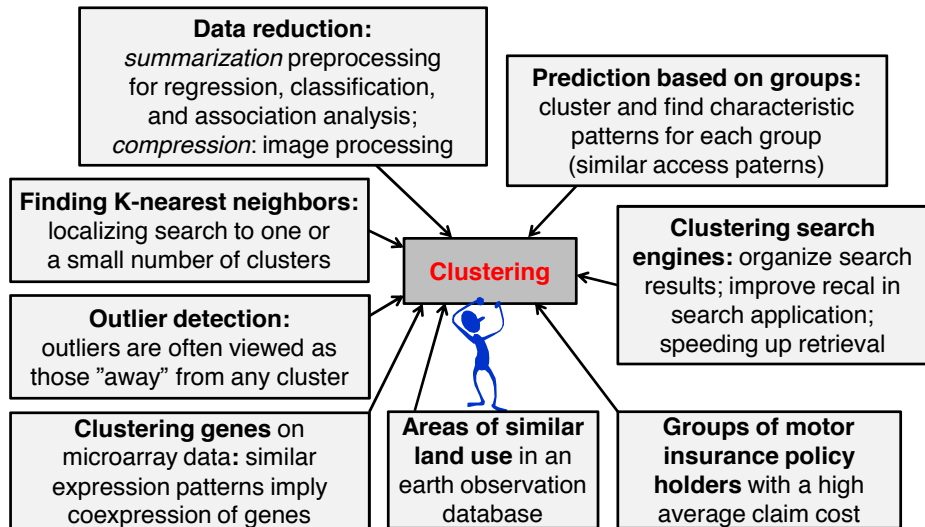 Data reduction:
summarization preprocessing
for regression, classification,
and association analysis;
compression: image processing
Prediction based on groups:
cluster and find characteristic
patterns for each group
(similar access paterns)
Finding K-nearest neighbors:
localizing search to one or
a small number of clusters
Clustering
Clustering search
engines: organize search
results; improve recal in
search application;
speeding up retrieval
Outlier detection:
outliers are often viewed as
those ”away” from any cluster
Clustering genes on
microarray data: similar
expression patterns imply
coexpression of genes
Areas of similar
land use in an
earth observation
database
Groups of motor
insurance policy
holders with a high
average claim cost